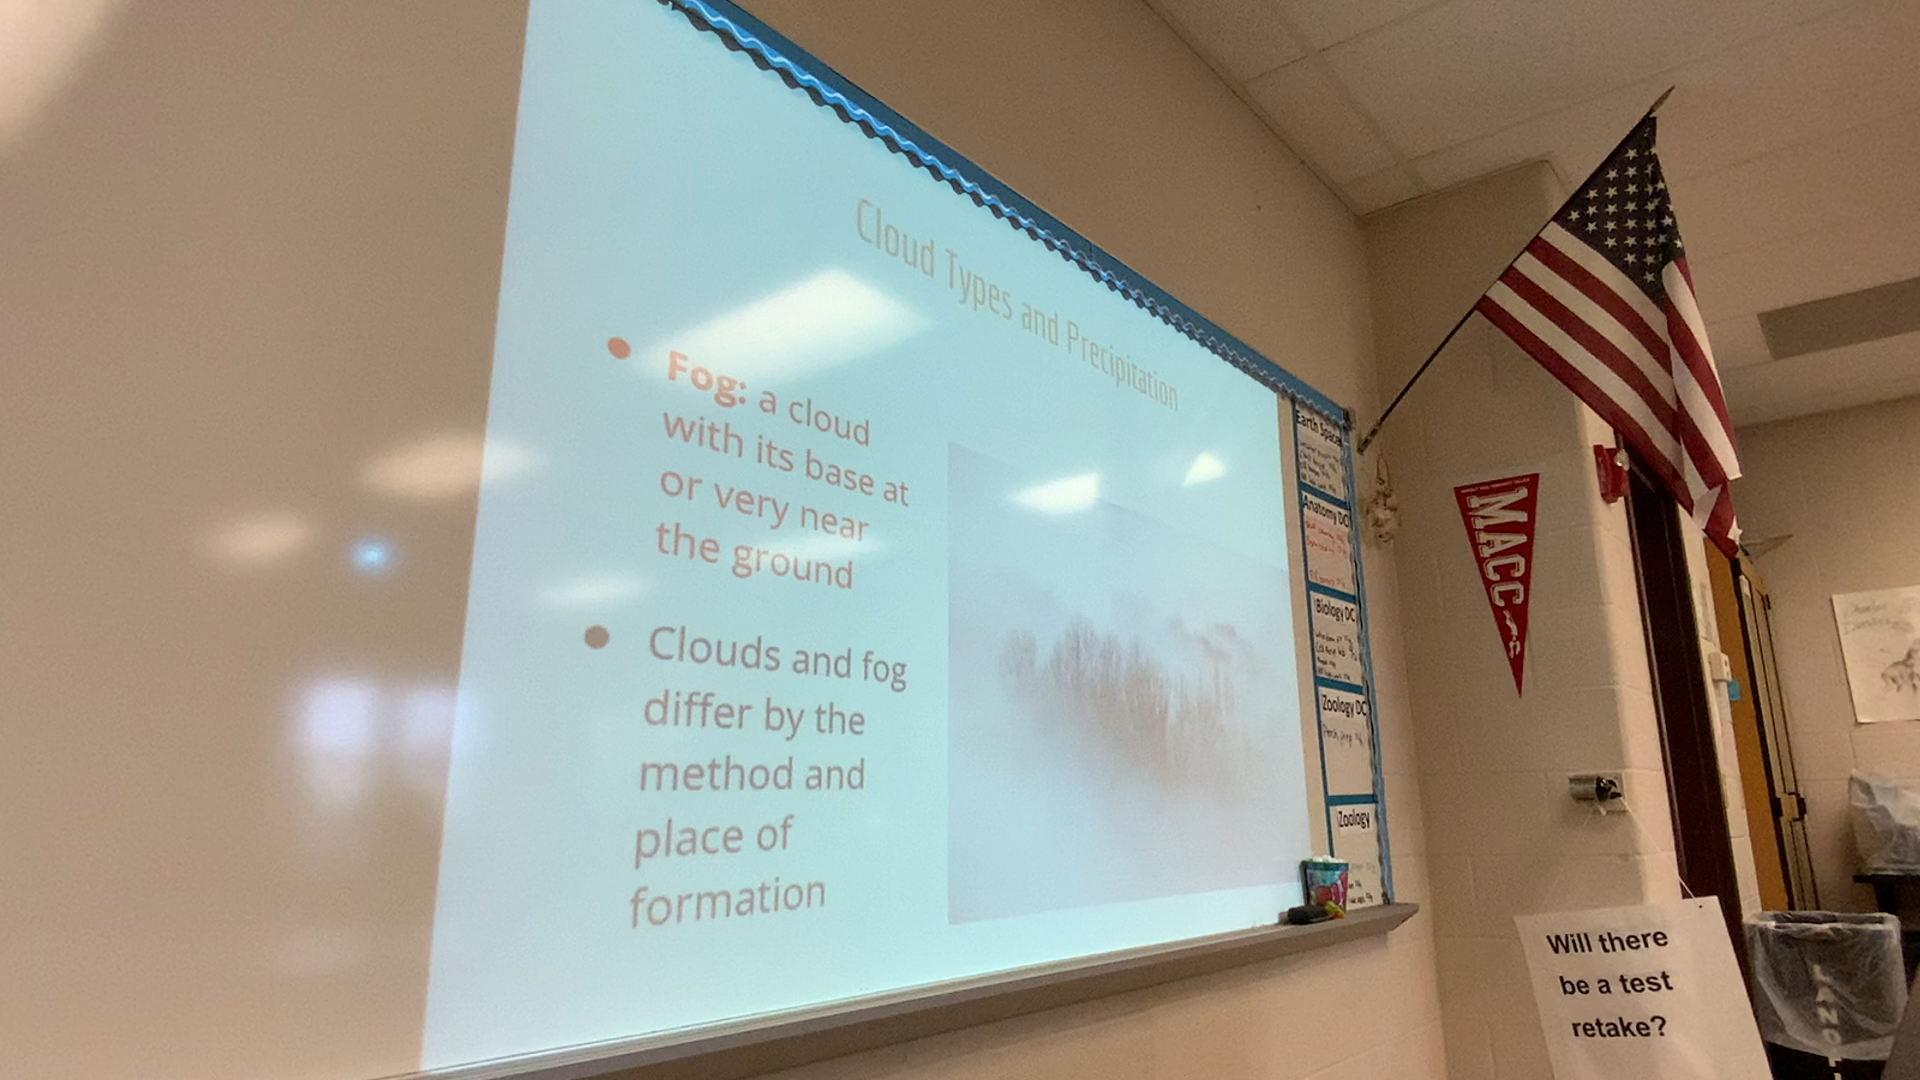 Cloud Types and Precipitation
Fog: a cloud
with its base at
or very near
the ground
Clouds and fog
differ by the
method and
place of
formation
Earth Space
Anatomy DC
Biology DC
Zoology DC
Zoology
MACC
Will there
be a test
retake?